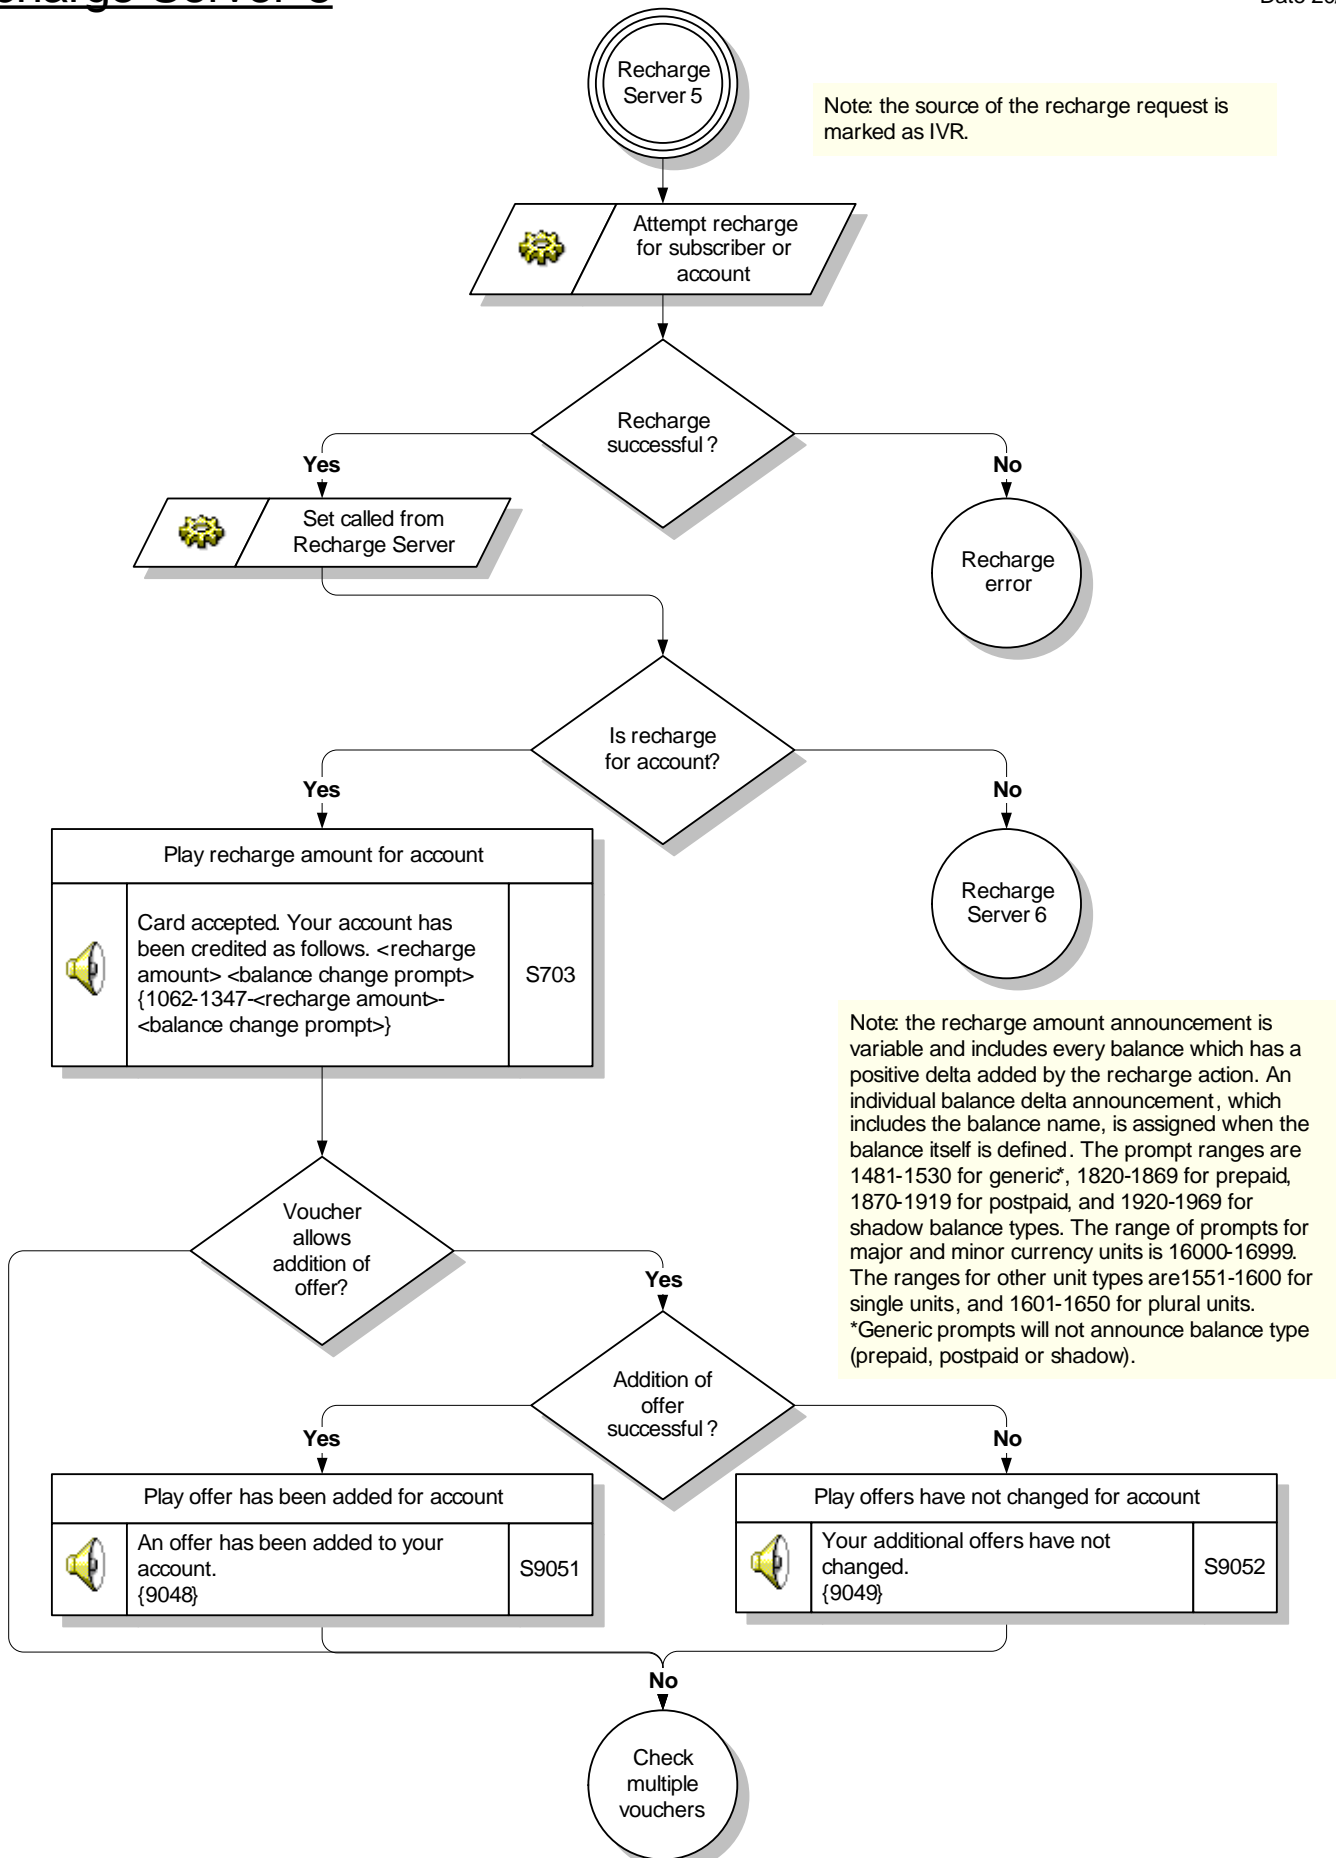 Recharge
Server 5
Note: the source of the recharge request is
marked as IVR.
Attempt recharge
for subscriber or
account
Recharge
successful?
Yes
No
Set called from
Recharge Server
Recharge
error
Is recharge
for account?
Yes
No
Play recharge amount for account
Card accepted. Your account has
been credited as follows. <recharge
amount> <balance change prompt>
{1062-1347-<recharge amount>-
<balance change prompt>}
S703
Recharge
Server 6
Note: the recharge amount announcement is
variable and includes every balance which has a
positive delta added by the recharge action. An
individual balance delta announcement, which
includes the balance name, is assigned when the
balance itself is defined. The prompt ranges are
1481-1530 for generic*, 1820-1869 for prepaid,
1870-1919 for postpaid, and 1920-1969 for
shadow balance types. The range of prompts for
major and minor currency units is 16000-16999.
The ranges for other unit types are1551-1600 for
single units, and 1601-1650 for plural units.
*Generic prompts will not announce balance type
(prepaid, postpaid or shadow).
Voucher
allows
addition of
offer?
Yes
Addition of
offer
successful?
Yes
No
Play offer has been added for account
An offer has been added to your
account.
{9048}
S9051
Play offers have not changed for account
Your additional offers have not
changed.
{9049}
S9052
No
Check
multiple
vouchers